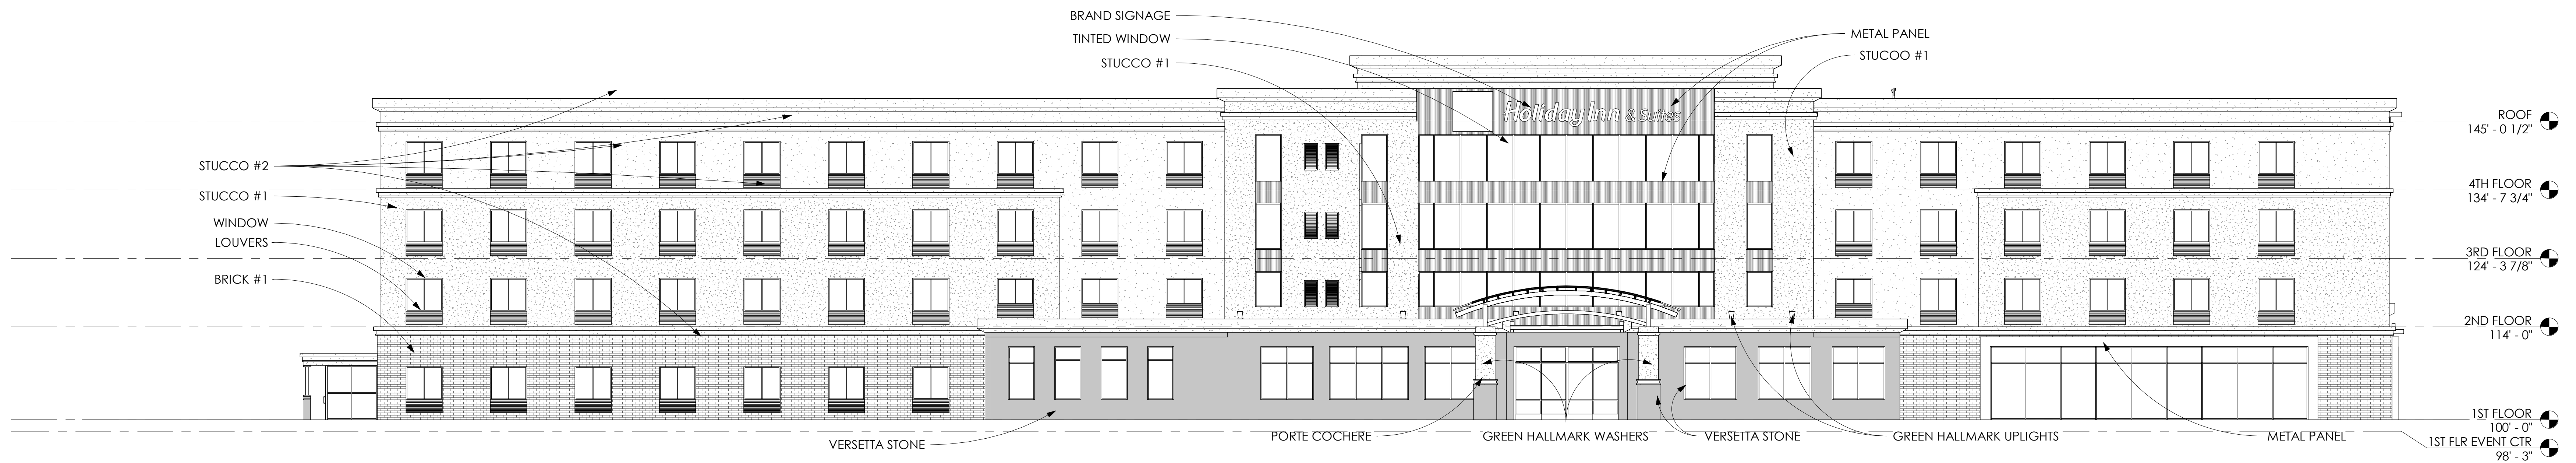 BRAND SIGNAGE
TINTED WINDOW
STUCCO #1
METAL PANEL
STUCOO #1
Holiday Inn & Suites
STUCCO #2
STUCCO #1
WINDOW
LOUVERS
BRICK #1
ROOF
145' - 0 1/2"
4TH FLOOR
134' - 7 3/4"
3RD FLOOR
124' - 3 7/8"
2ND FLOOR
114' - 0"
1ST FLOOR
100' - 0"
1ST FLR EVENT CTR
98' - 3"
VERSETTA STONE
PORTE COCHERE
GREEN HALLMARK WASHERS
VERSETTA STONE
GREEN HALLMARK UPLIGHTS
METAL PANEL